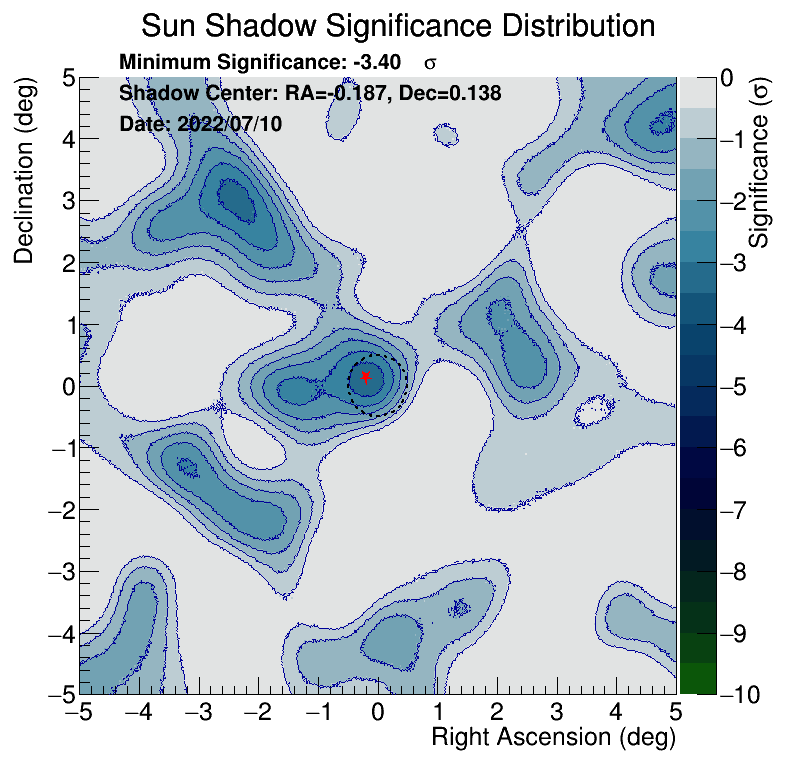 Sun Shadow Significance Distribution
Minimum Significance: -3.40 σ
Shadow Center: RA=-0.187, Dec=0.138
Date: 2022/07/10
Declination (deg)
5
4
3
2
1
0
−1
−2
−3
−4
−5
−5 −4 −3 −2 −1 0 1 2 3 4 5
Right Ascension (deg)
0
−1
−2
−3
−4
−5
−6
−7
−8
−9
−10
Significance (σ)